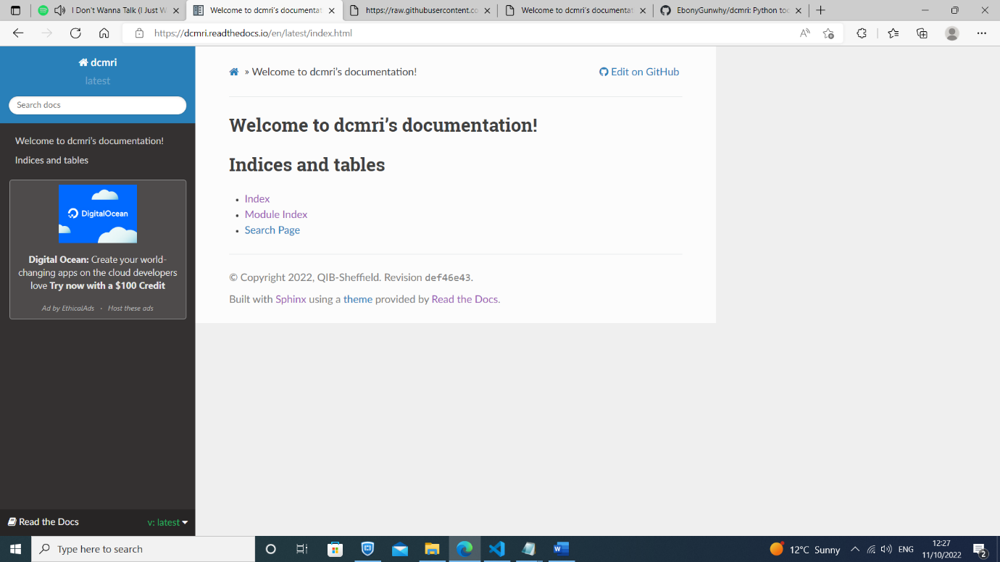 I Don't Wanna Talk (I Just W
Welcome to dcmri's documentat
https://raw.githubusercontent.co
Welcome to dcmri's documentat
EbonyGunwhy/dcmri: Python too
https://dcmri.readthedocs.io/en/latest/index.html
dcmri
latest
Search docs
Welcome to dcmri's documentation!
Indices and tables
DigitalOcean
Digital Ocean: Create your world-
changing apps on the cloud developers
love Try now with a $100 Credit
Ad by EthicalAds · Host these ads
Read the Docs v: latest
» Welcome to dcmri's documentation! Edit on GitHub
Welcome to dcmri's documentation!
Indices and tables
• Index
• Module Index
• Search Page
© Copyright 2022, QIB-Sheffield. Revision def46e43.
Built with Sphinx using a theme provided by Read the Docs.
Type here to search
12°C Sunny
ENG
12:27
11/10/2022
2